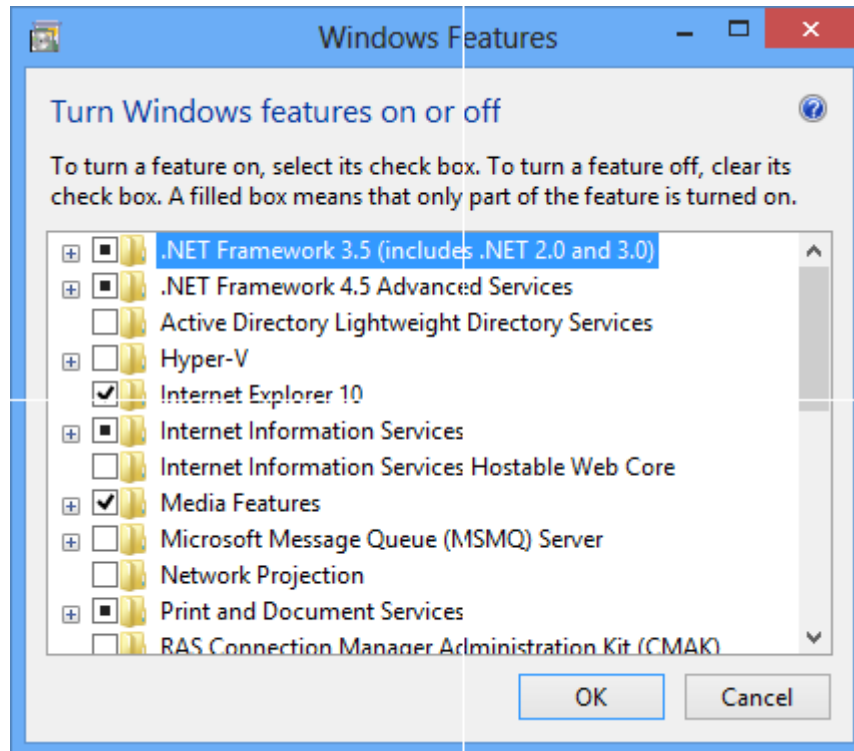 Windows Features
Turn Windows features on or off
To turn a feature on, select its check box. To turn a feature off, clear its
check box. A filled box means that only part of the feature is turned on.
.NET Framework 3.5 (includes .NET 2.0 and 3.0)
.NET Framework 4.5 Advanced Services
Active Directory Lightweight Directory Services
Hyper-V
Internet Explorer 10
Internet Information Services
Internet Information Services Hostable Web Core
Media Features
Microsoft Message Queue (MSMQ) Server
Network Projection
Print and Document Services
RAS Connection Manager Administration Kit (CMAK)
OK Cancel